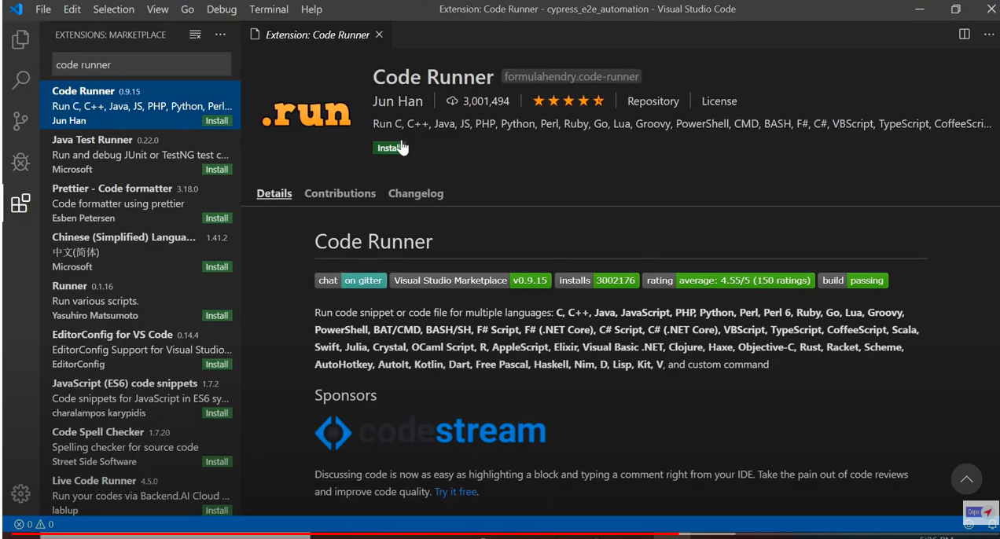 File Edit Selection View Go Debug Terminal Help Extension: Code Runner - cypress_e2e_automation - Visual Studio Code
EXTENSIONS: MARKETPLACE
Extension: Code Runner
code runner
Code Runner 0.9.15
Run C, C++, Java, JS, PHP, Python, Perl...
Jun Han Install
Java Test Runner 0.22.0
Run and debug JUnit or TestNG test c...
Microsoft Install
Prettier - Code formatter 3.18.0
Code formatter using prettier
Esben Petersen Install
Chinese (Simplified) Langua... 1.41.2
中文(简体)
Microsoft Install
Runner 0.1.16
Run various scripts.
Yasuhiro Matsumoto Install
EditorConfig for VS Code 0.14.4
EditorConfig Support for Visual Studio...
EditorConfig Install
JavaScript (ES6) code snippets 1.7.2
Code snippets for JavaScript in ES6 sy...
charalampos karypidis Install
Code Spell Checker 1.7.20
Spelling checker for source code
Street Side Software Install
Live Code Runner 4.5.0
Run your codes via Backend.AI Cloud ...
lablup Install
.run
Code Runner formulahendry.code-runner
Jun Han 3,001,494 Repository License
Run C, C++, Java, JS, PHP, Python, Perl, Ruby, Go, Lua, Groovy, PowerShell, CMD, BASH, F#, C#, VBScript, TypeScript, CoffeeScri...
Install
Details Contributions Changelog
Code Runner
chat on gitter Visual Studio Marketplace v0.9.15 installs 3002176 rating average: 4.55/5 (150 ratings) build passing
Run code snippet or code file for multiple languages: C, C++, Java, JavaScript, PHP, Python, Perl, Perl 6, Ruby, Go, Lua, Groovy,
PowerShell, BAT/CMD, BASH/SH, F# Script, F# (.NET Core), C# Script, C# (.NET Core), VBScript, TypeScript, CoffeeScript, Scala,
Swift, Julia, Crystal, OCaml Script, R, AppleScript, Elixir, Visual Basic .NET, Clojure, Haxe, Objective-C, Rust, Racket, Scheme,
AutoHotkey, AutoIt, Kotlin, Dart, Free Pascal, Haskell, Nim, D, Lisp, Kit, V, and custom command
Sponsors
codestream
Discussing code is now as easy as highlighting a block and typing a comment right from your IDE. Take the pain out of code reviews
and improve code quality. Try it free.
0 0